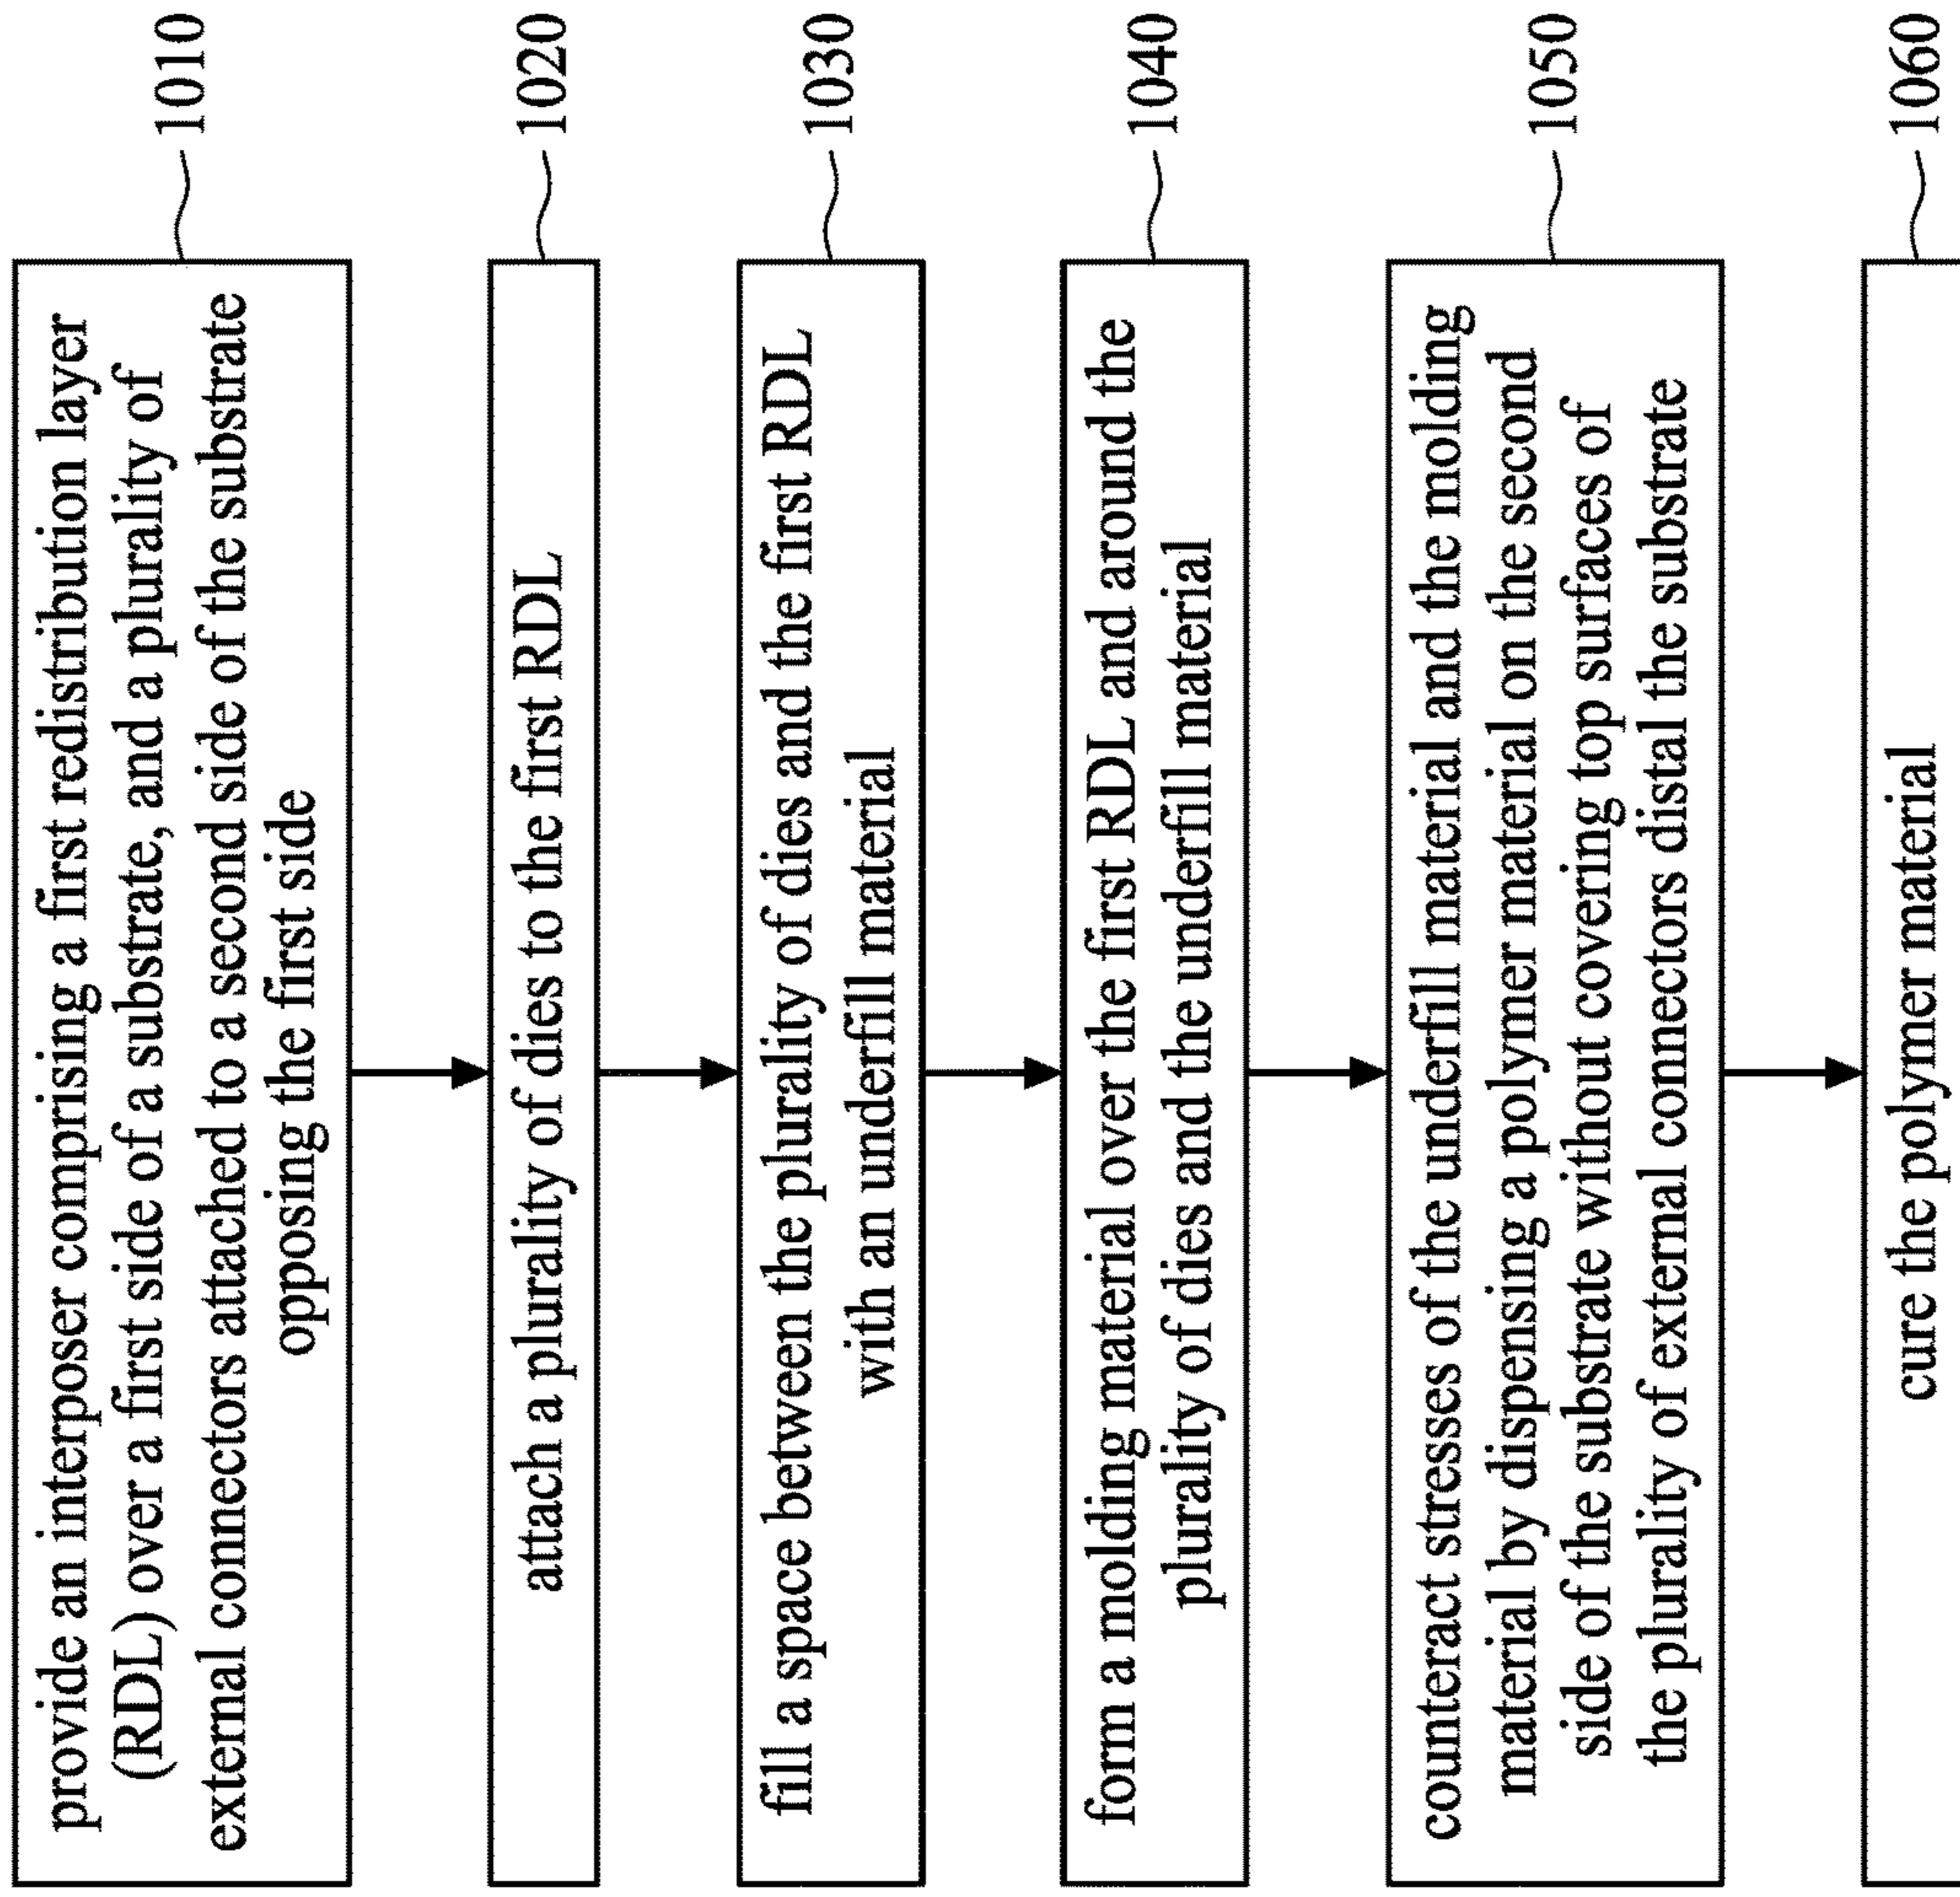 provide an interposer comprising a first redistribution layer
(RDL) over a first side of a substrate, and a plurality of
external connectors attached to a second side of the substrate
opposing the first side
1010
attach a plurality of dies to the first RDL
1020
fill a space between the plurality of dies and the first RDL
with an underfill material
1030
form a molding material over the first RDL and around the
plurality of dies and the underfill material
1040
counteract stresses of the underfill material and the molding
material by dispensing a polymer material on the second
side of the substrate without covering top surfaces of
the plurality of external connectors distal the substrate
1050
cure the polymer material
1060